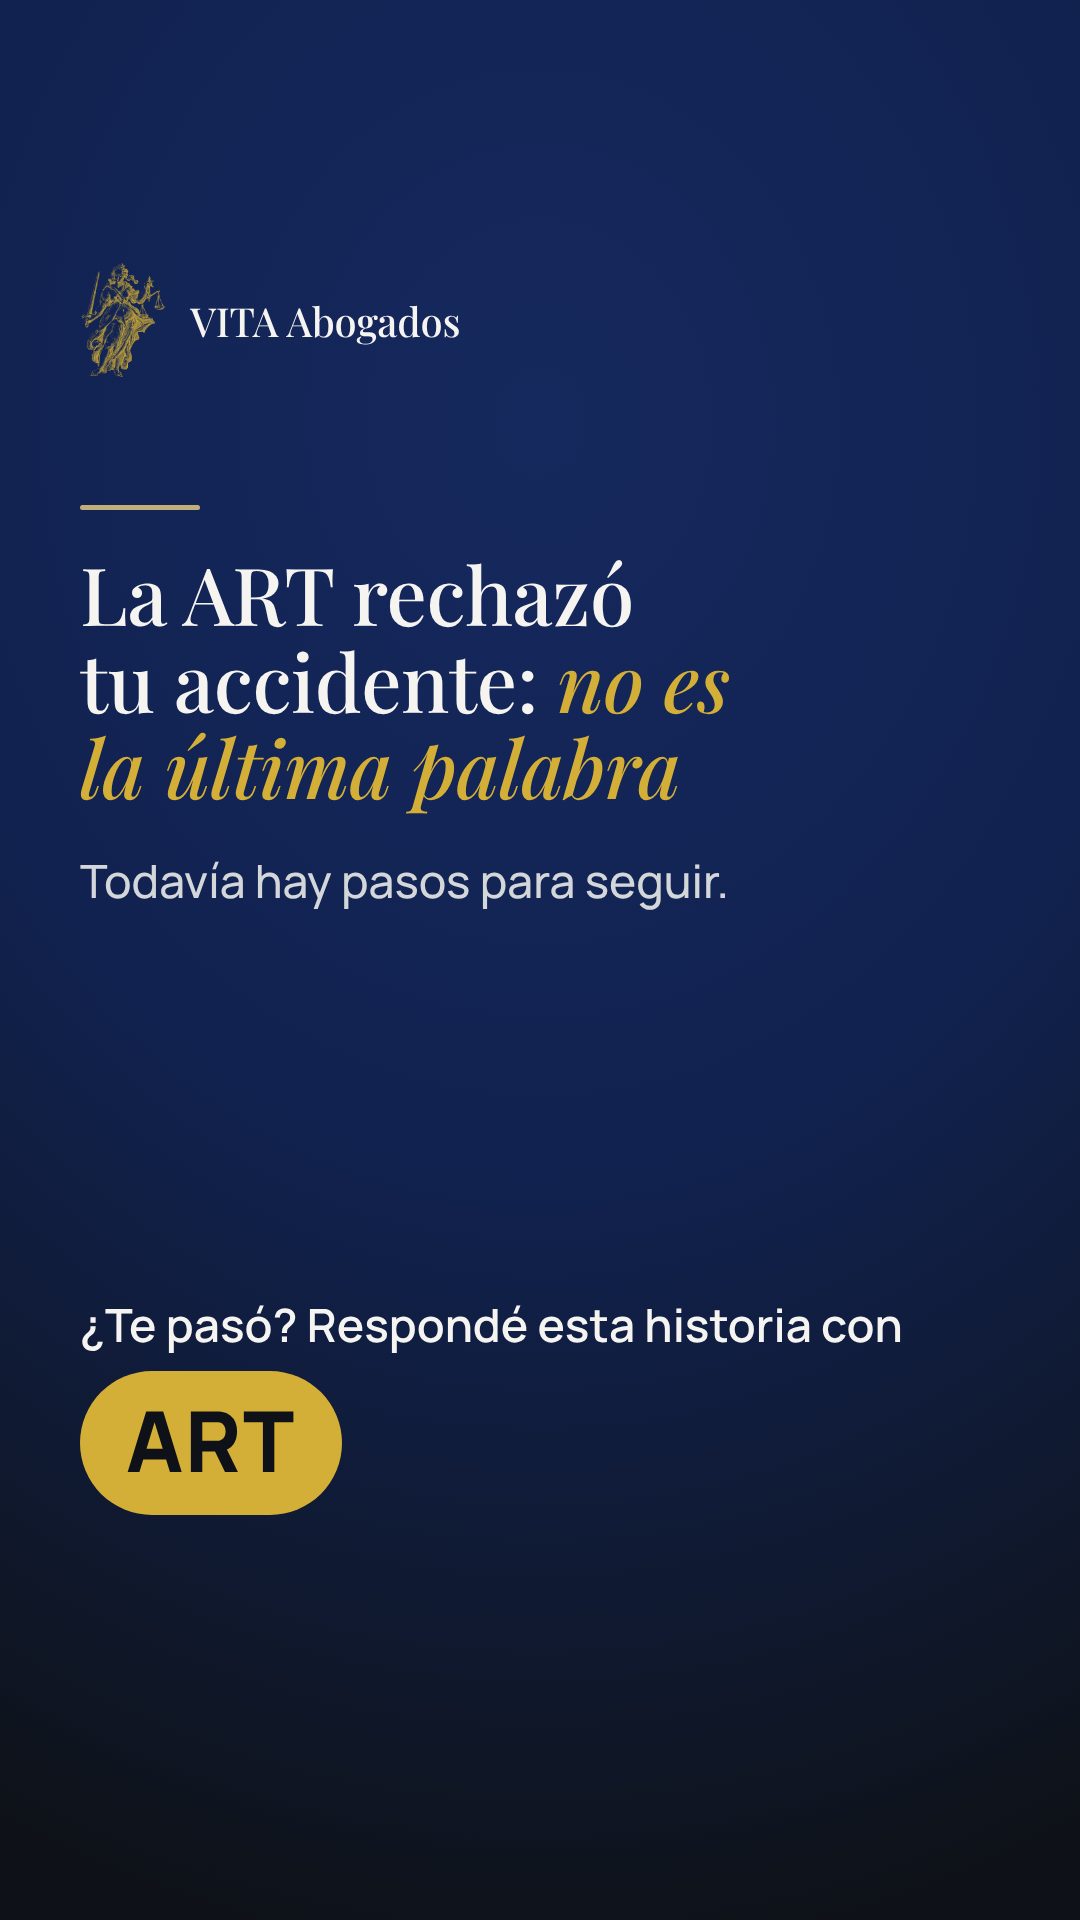 VITA Abogados
La ART rechazó
tu accidente: no es
la última palabra
Todavía hay pasos para seguir.
¿Te pasó? Respondé esta historia con
ART